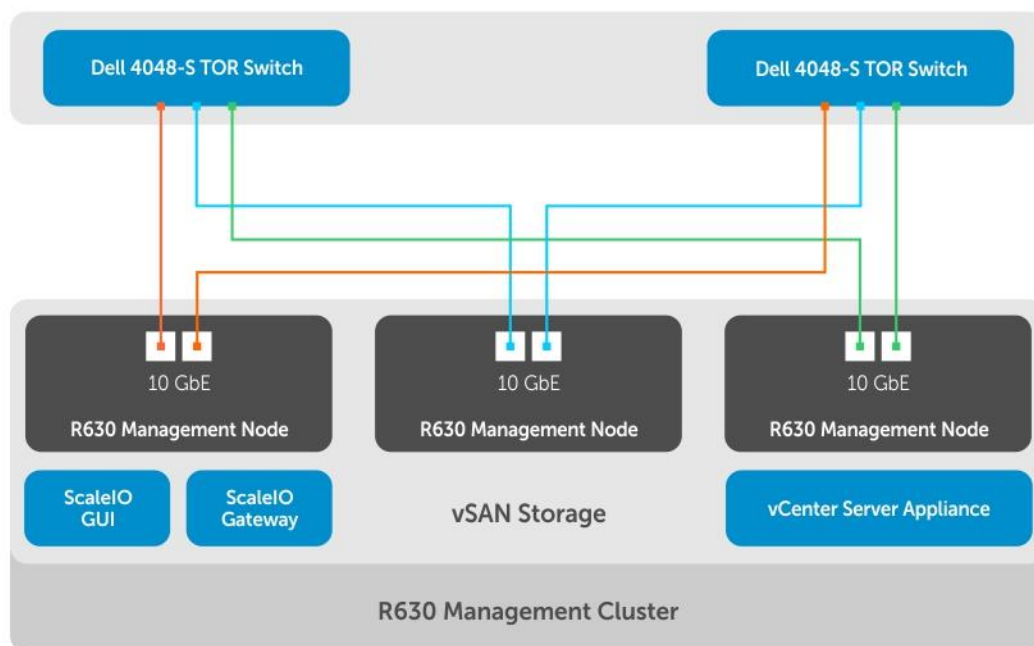 Dell 4048-S TOR Switch
Dell 4048-S TOR Switch
10 GbE
R630 Management Node
10 GbE
R630 Management Node
10 GbE
R630 Management Node
ScaleIO
GUI
ScaleIO
Gateway
vSAN Storage
vCenter Server Appliance
R630 Management Cluster